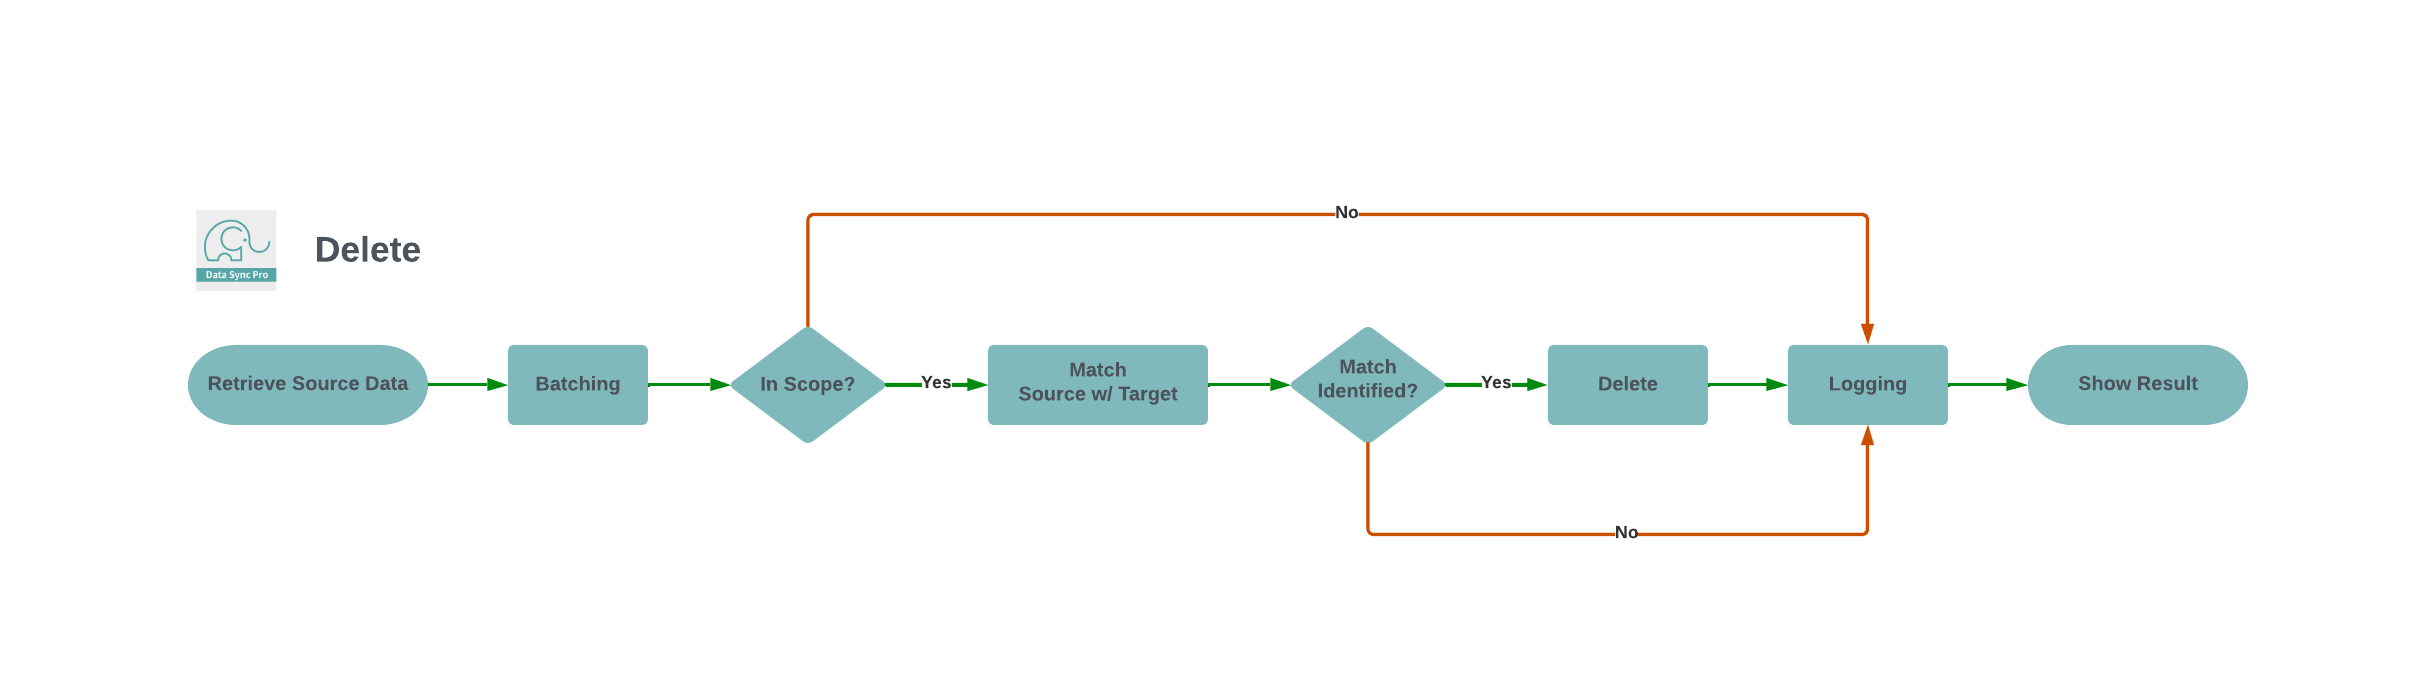 Data Sync Pro
Delete
No
Retrieve Source Data
Batching
In Scope?
Yes
Match
Source w/ Target
Match
Identified?
Yes
Delete
Logging
Show Result
No